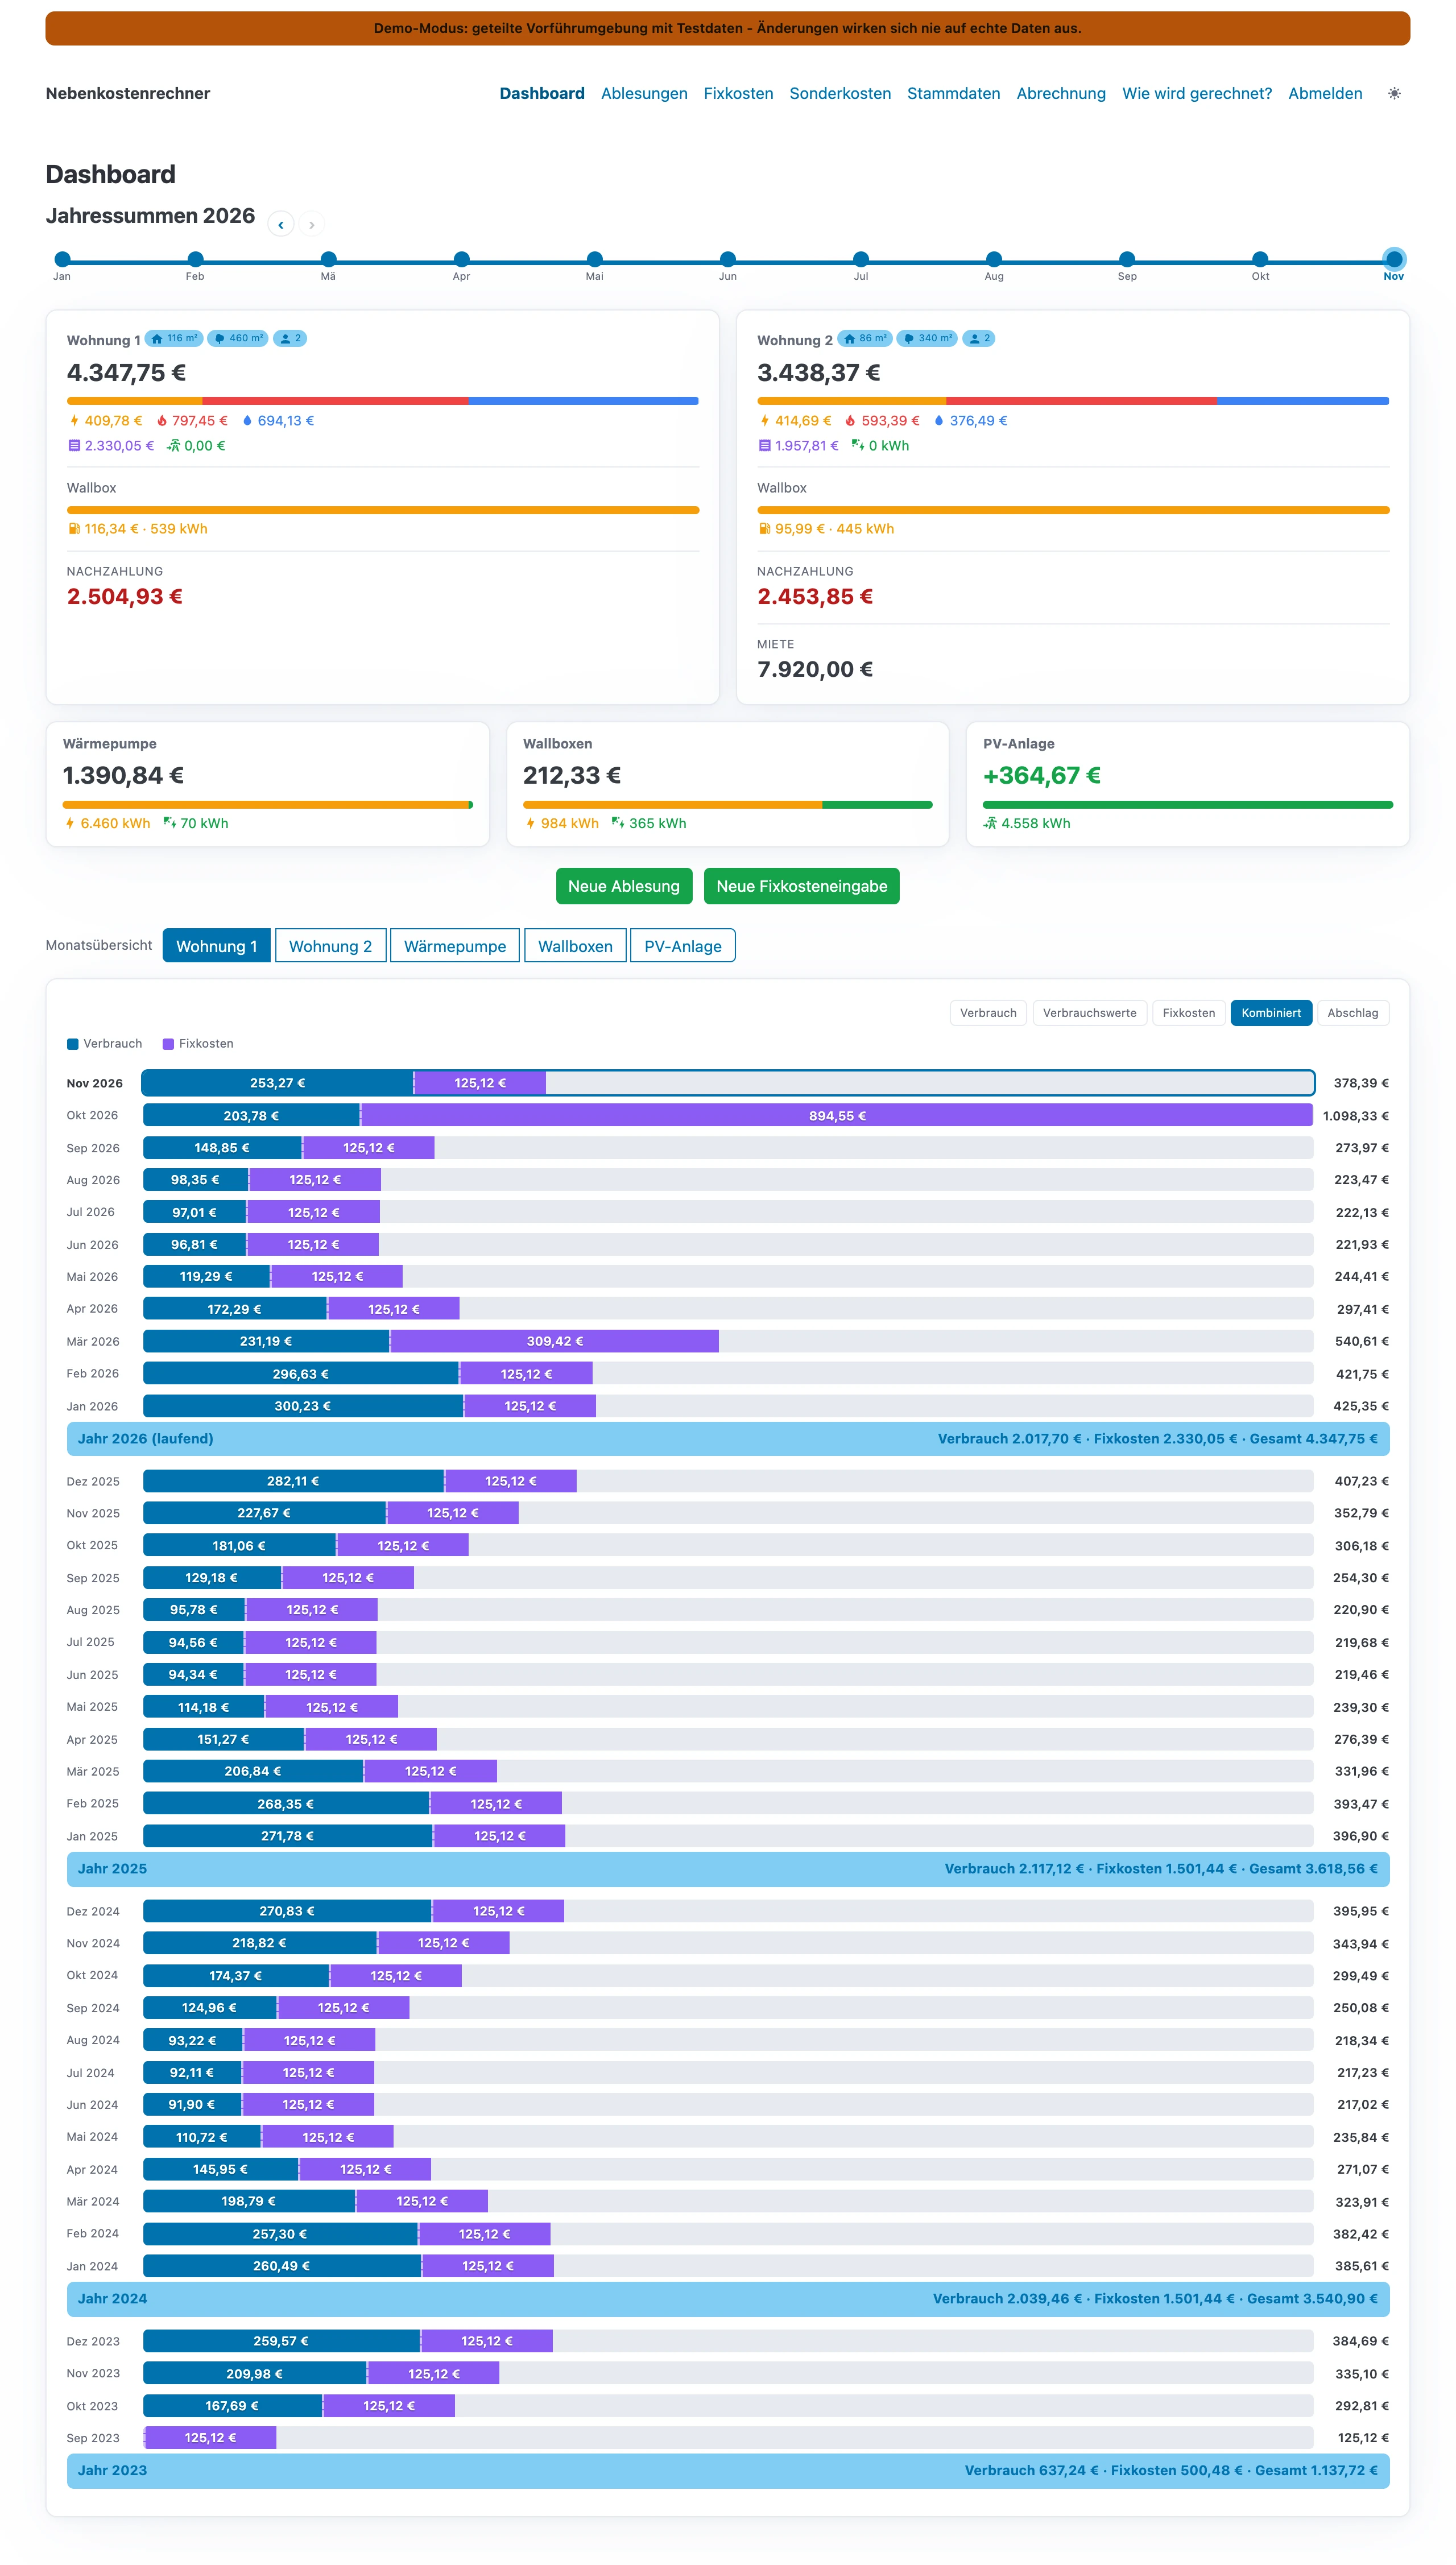 Demo-Modus: geteilte Vorführumgebung mit Testdaten - Änderungen wirken sich nie auf echte Daten aus.
Nebenkostenrechner
Dashboard Ablesungen Fixkosten Sonderkosten Stammdaten Abrechnung Wie wird gerechnet? Abmelden
Dashboard
Jahressummen 2026 ‹ ›
Jan Feb Mä Apr Mai Jun Jul Aug Sep Okt Nov
Wohnung 1 116 m² 460 m² 2
4.347,75 €
409,78 € 797,45 € 694,13 €
2.330,05 € 0,00 €
Wallbox
116,34 € · 539 kWh
NACHZAHLUNG
2.504,93 €
Wohnung 2 86 m² 340 m² 2
3.438,37 €
414,69 € 593,39 € 376,49 €
1.957,81 € 0 kWh
Wallbox
95,99 € · 445 kWh
NACHZAHLUNG
2.453,85 €
MIETE
7.920,00 €
Wärmepumpe
1.390,84 €
6.460 kWh 70 kWh
Wallboxen
212,33 €
984 kWh 365 kWh
PV-Anlage
+364,67 €
4.558 kWh
Neue Ablesung Neue Fixkosteneingabe
Monatsübersicht Wohnung 1 Wohnung 2 Wärmepumpe Wallboxen PV-Anlage
Verbrauch Verbrauchswerte Fixkosten Kombiniert Abschlag
Verbrauch Fixkosten
Nov 2026 253,27 € 125,12 € 378,39 €
Okt 2026 203,78 € 894,55 € 1.098,33 €
Sep 2026 148,85 € 125,12 € 273,97 €
Aug 2026 98,35 € 125,12 € 223,47 €
Jul 2026 97,01 € 125,12 € 222,13 €
Jun 2026 96,81 € 125,12 € 221,93 €
Mai 2026 119,29 € 125,12 € 244,41 €
Apr 2026 172,29 € 125,12 € 297,41 €
Mär 2026 231,19 € 309,42 € 540,61 €
Feb 2026 296,63 € 125,12 € 421,75 €
Jan 2026 300,23 € 125,12 € 425,35 €
Jahr 2026 (laufend) Verbrauch 2.017,70 € · Fixkosten 2.330,05 € · Gesamt 4.347,75 €
Dez 2025 282,11 € 125,12 € 407,23 €
Nov 2025 227,67 € 125,12 € 352,79 €
Okt 2025 181,06 € 125,12 € 306,18 €
Sep 2025 129,18 € 125,12 € 254,30 €
Aug 2025 95,78 € 125,12 € 220,90 €
Jul 2025 94,56 € 125,12 € 219,68 €
Jun 2025 94,34 € 125,12 € 219,46 €
Mai 2025 114,18 € 125,12 € 239,30 €
Apr 2025 151,27 € 125,12 € 276,39 €
Mär 2025 206,84 € 125,12 € 331,96 €
Feb 2025 268,35 € 125,12 € 393,47 €
Jan 2025 271,78 € 125,12 € 396,90 €
Jahr 2025 Verbrauch 2.117,12 € · Fixkosten 1.501,44 € · Gesamt 3.618,56 €
Dez 2024 270,83 € 125,12 € 395,95 €
Nov 2024 218,82 € 125,12 € 343,94 €
Okt 2024 174,37 € 125,12 € 299,49 €
Sep 2024 124,96 € 125,12 € 250,08 €
Aug 2024 93,22 € 125,12 € 218,34 €
Jul 2024 92,11 € 125,12 € 217,23 €
Jun 2024 91,90 € 125,12 € 217,02 €
Mai 2024 110,72 € 125,12 € 235,84 €
Apr 2024 145,95 € 125,12 € 271,07 €
Mär 2024 198,79 € 125,12 € 323,91 €
Feb 2024 257,30 € 125,12 € 382,42 €
Jan 2024 260,49 € 125,12 € 385,61 €
Jahr 2024 Verbrauch 2.039,46 € · Fixkosten 1.501,44 € · Gesamt 3.540,90 €
Dez 2023 259,57 € 125,12 € 384,69 €
Nov 2023 209,98 € 125,12 € 335,10 €
Okt 2023 167,69 € 125,12 € 292,81 €
Sep 2023 125,12 € 125,12 €
Jahr 2023 Verbrauch 637,24 € · Fixkosten 500,48 € · Gesamt 1.137,72 €